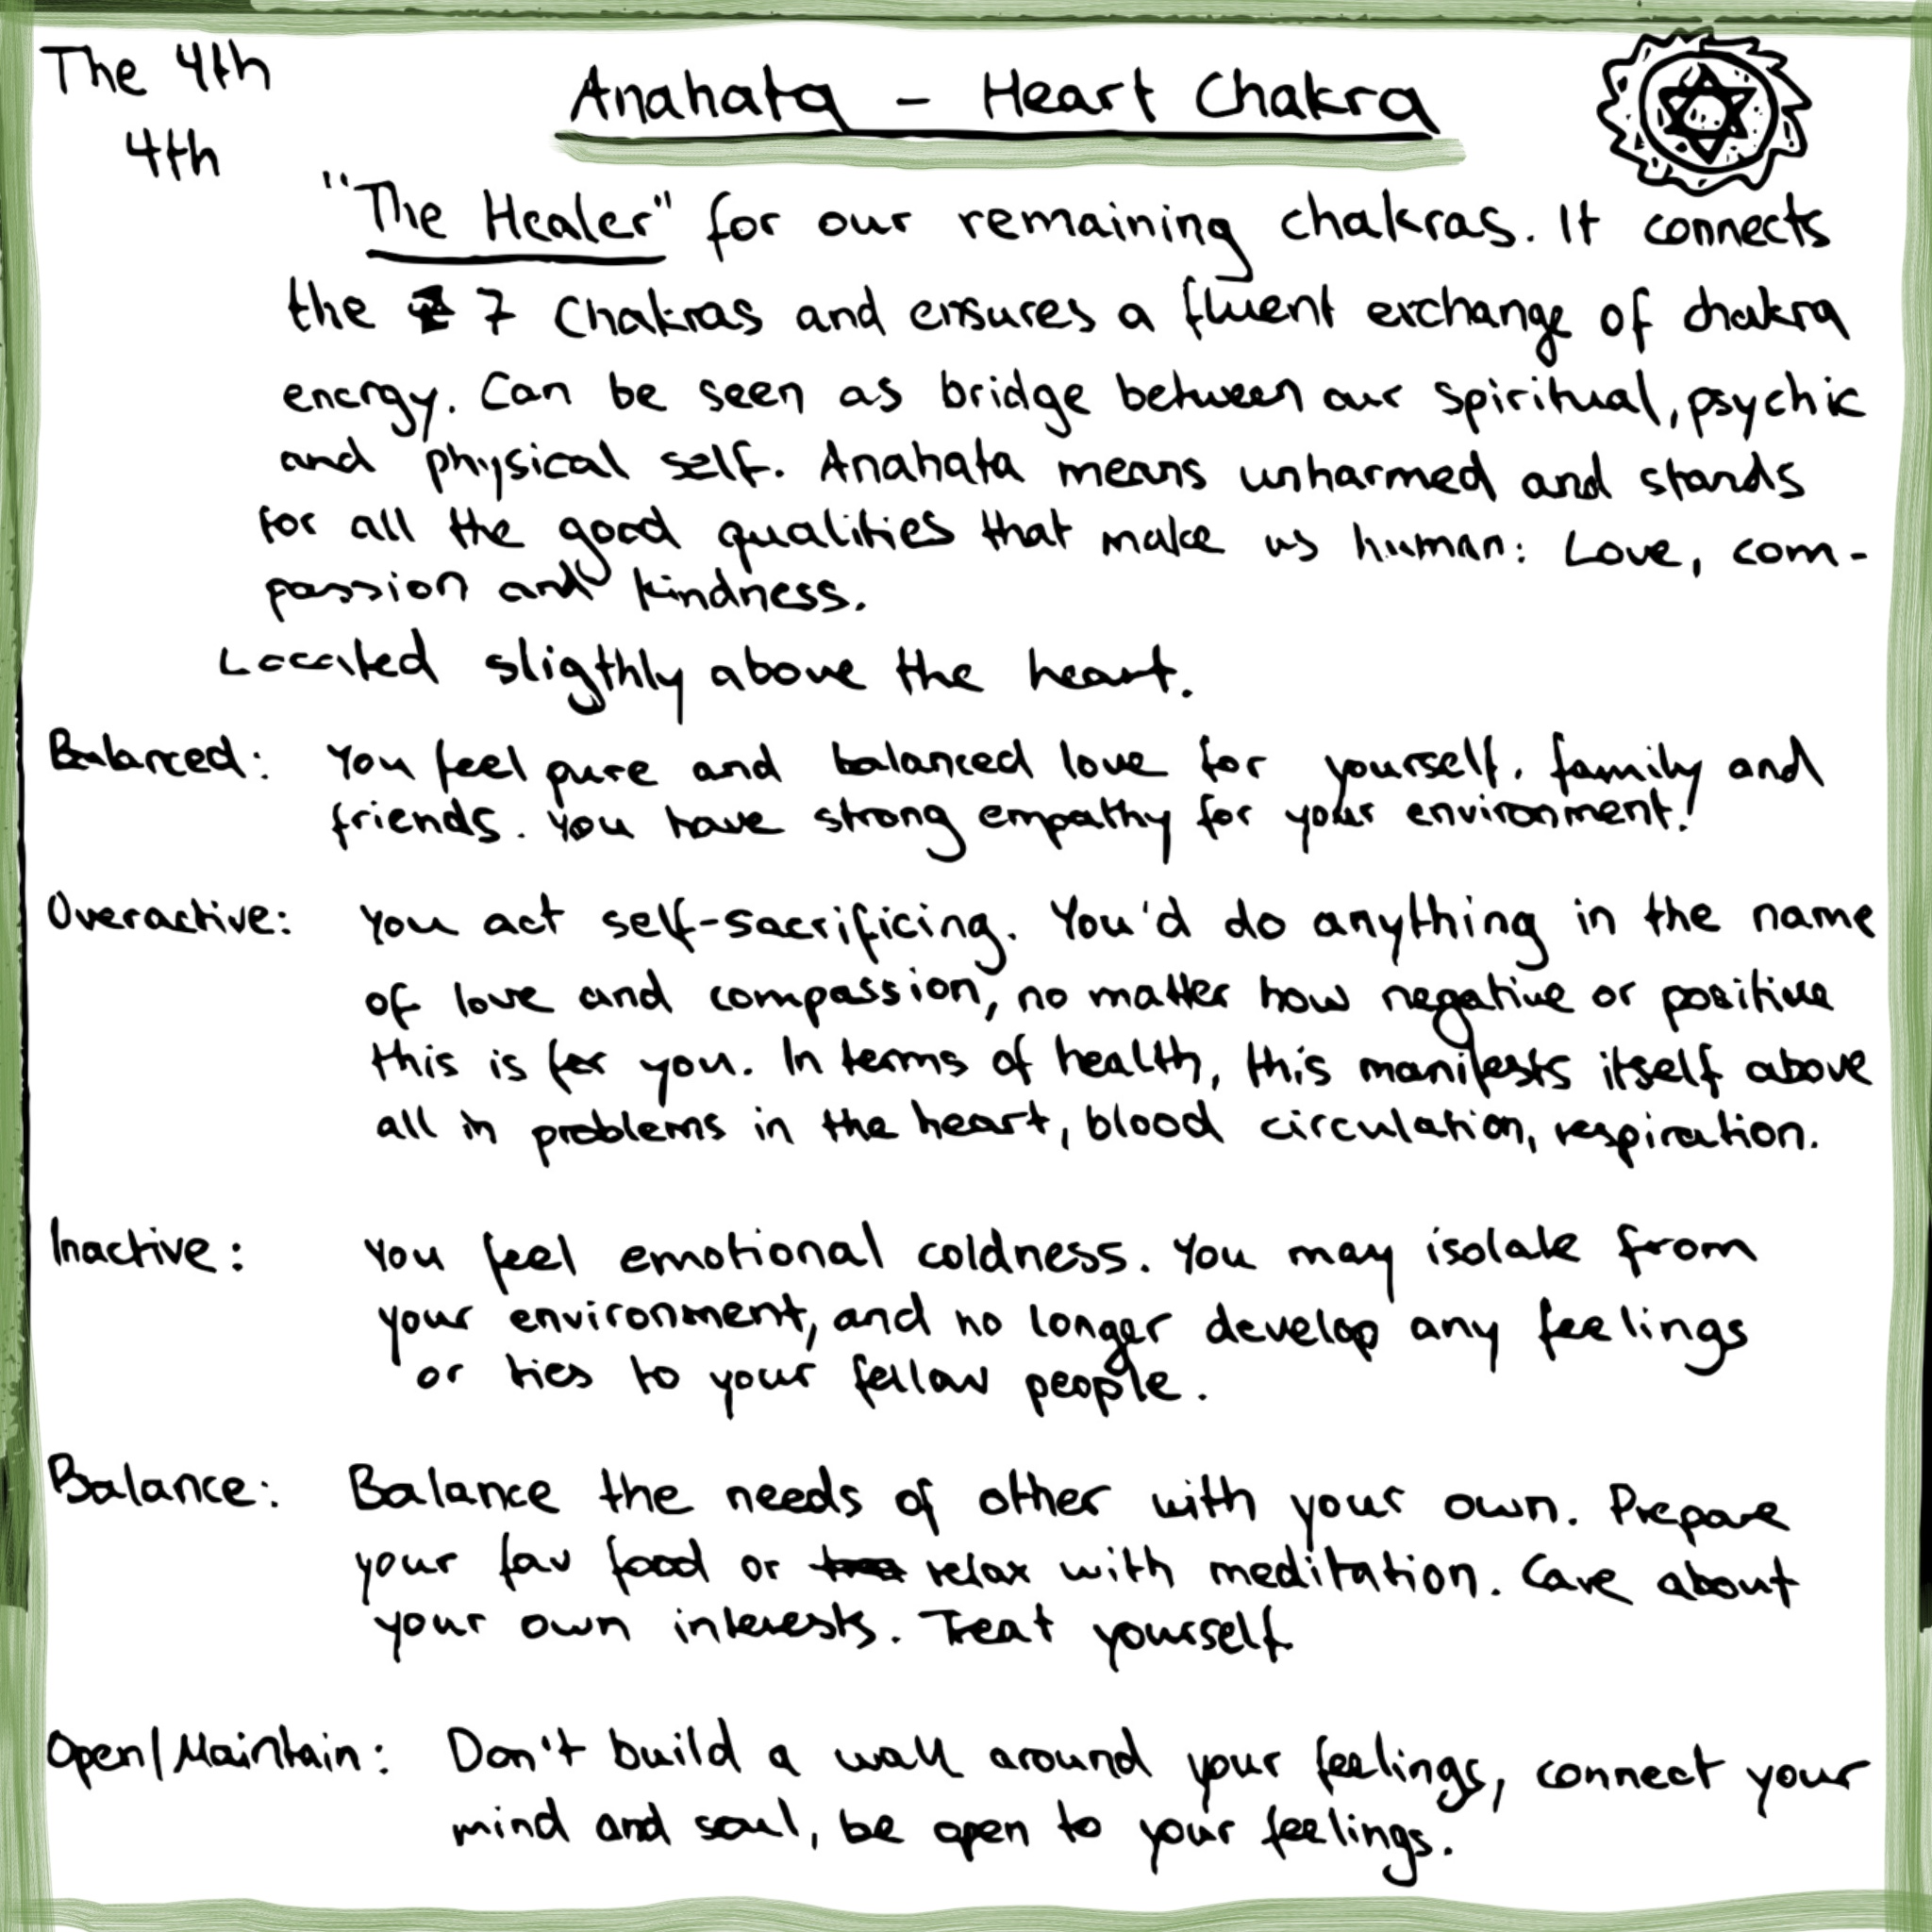 The 4th
4th
Anahata - Heart Chakra
"The Healer" for our remaining chakras. It connects
the 7 Chakras and ensures a fluent exchange of chakra
energy. Can be seen as bridge between our spiritual, psychic
and physical self. Anahata means unharmed and stands
for all the good qualities that make us human: Love, com-
passion and kindness.
Located sligthly above the heart.
Balanced: You feel pure and balanced love for yourself, family and
friends. You have strong empathy for your environment!
Overactive: You act self-sacrificing. You'd do anything in the name
of love and compassion, no matter how negative or positive
this is for you. In terms of health, this manifests itself above
all in problems in the heart, blood circulation, respiration.
Inactive: You feel emotional coldness. You may isolate from
your environment, and no longer develop any feelings
or ties to your fellow people.
Balance: Balance the needs of other with your own. Prepare
your fav food or relax with meditation. Care about
your own interests. Treat yourself
Open/Maintain: Don't build a wall around your feelings, connect your
mind and soul, be open to your feelings.